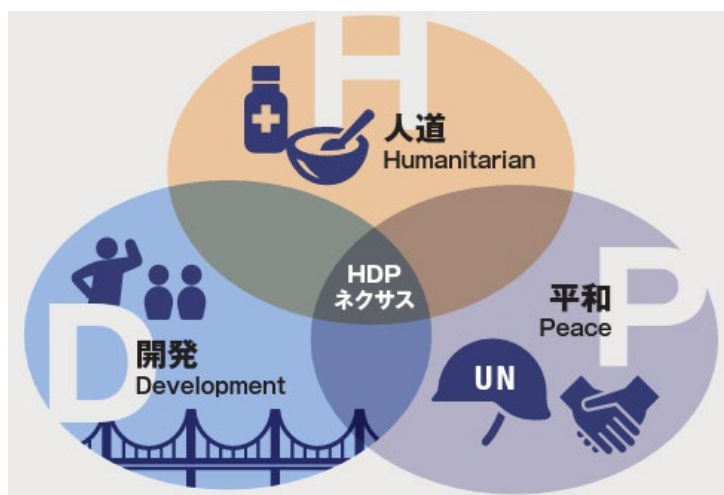 H
人道
Humanitarian
HDP
ネクサス
D
開発
Development
P
平和
Peace
UN